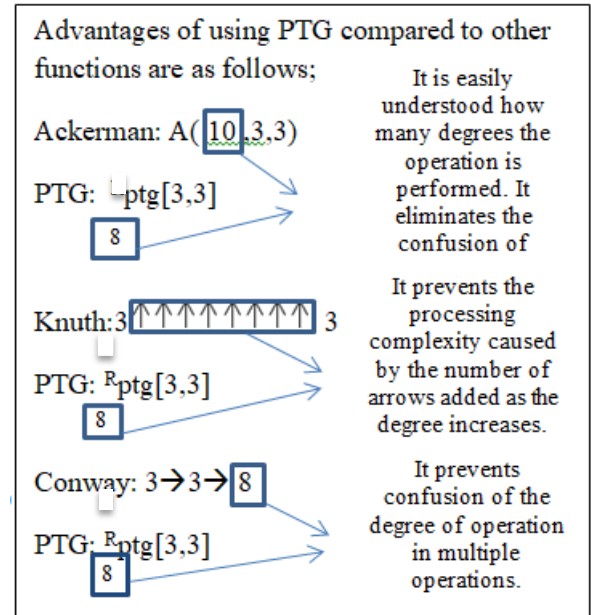 Advantages of using PTG compared to other
functions are as follows;
Ackerman: A(10,3,3)
PTG: ptg[3,3]
8
It is easily
understood how
many degrees the
operation is
performed. It
eliminates the
confusion of
Knuth:3↑↑↑↑↑↑↑↑ 3
PTG: ᴿptg[3,3]
8
It prevents the
processing
complexity caused
by the number of
arrows added as the
degree increases.
Conway: 3→3→8
PTG: ᴿptg[3,3]
8
It prevents
confusion of the
degree of operation
in multiple
operations.